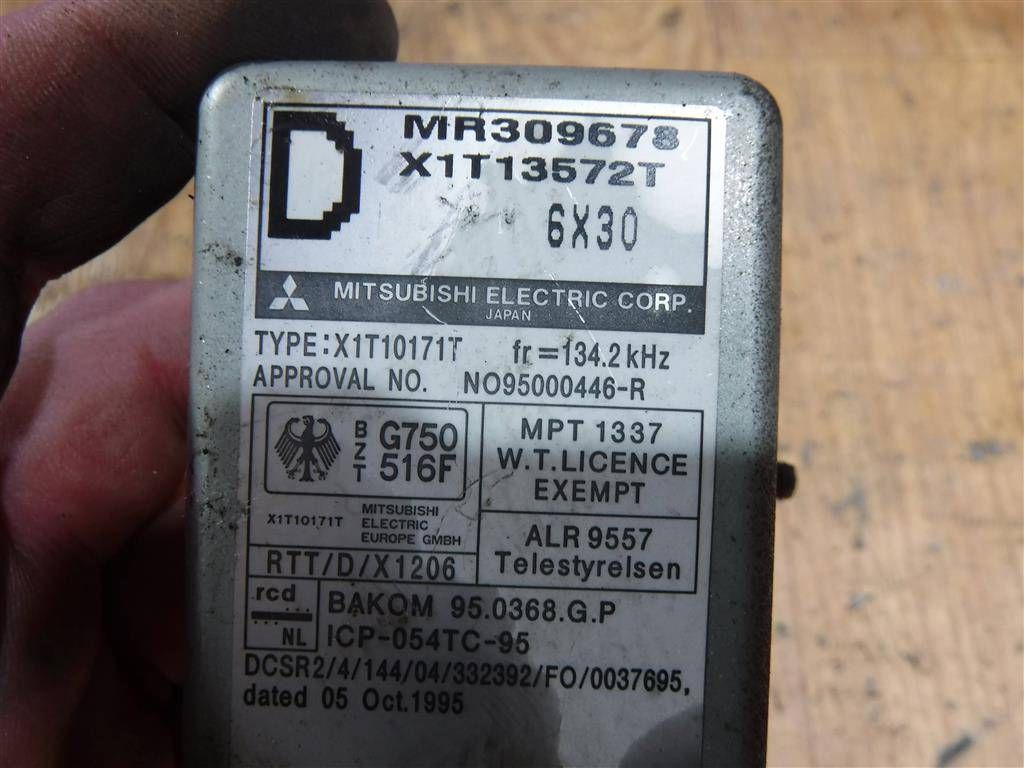 D
MR309678
X1T13572T
6X30
MITSUBISHI ELECTRIC CORP.
JAPAN
TYPE:X1T10171T fr=134.2kHz
APPROVAL NO. NO95000446-R
BZT
G750
516F
X1T10171T
MITSUBISHI
ELECTRIC
EUROPE GMBH
MPT 1337
W.T.LICENCE
EXEMPT
RTT/D/X1206
ALR 9557
Telestyrelsen
rcd
NL
BAKOM 95.0368.G.P
ICP-054TC-95
DCSR2/4/144/04/332392/FO/0037695,
dated 05 Oct.1995